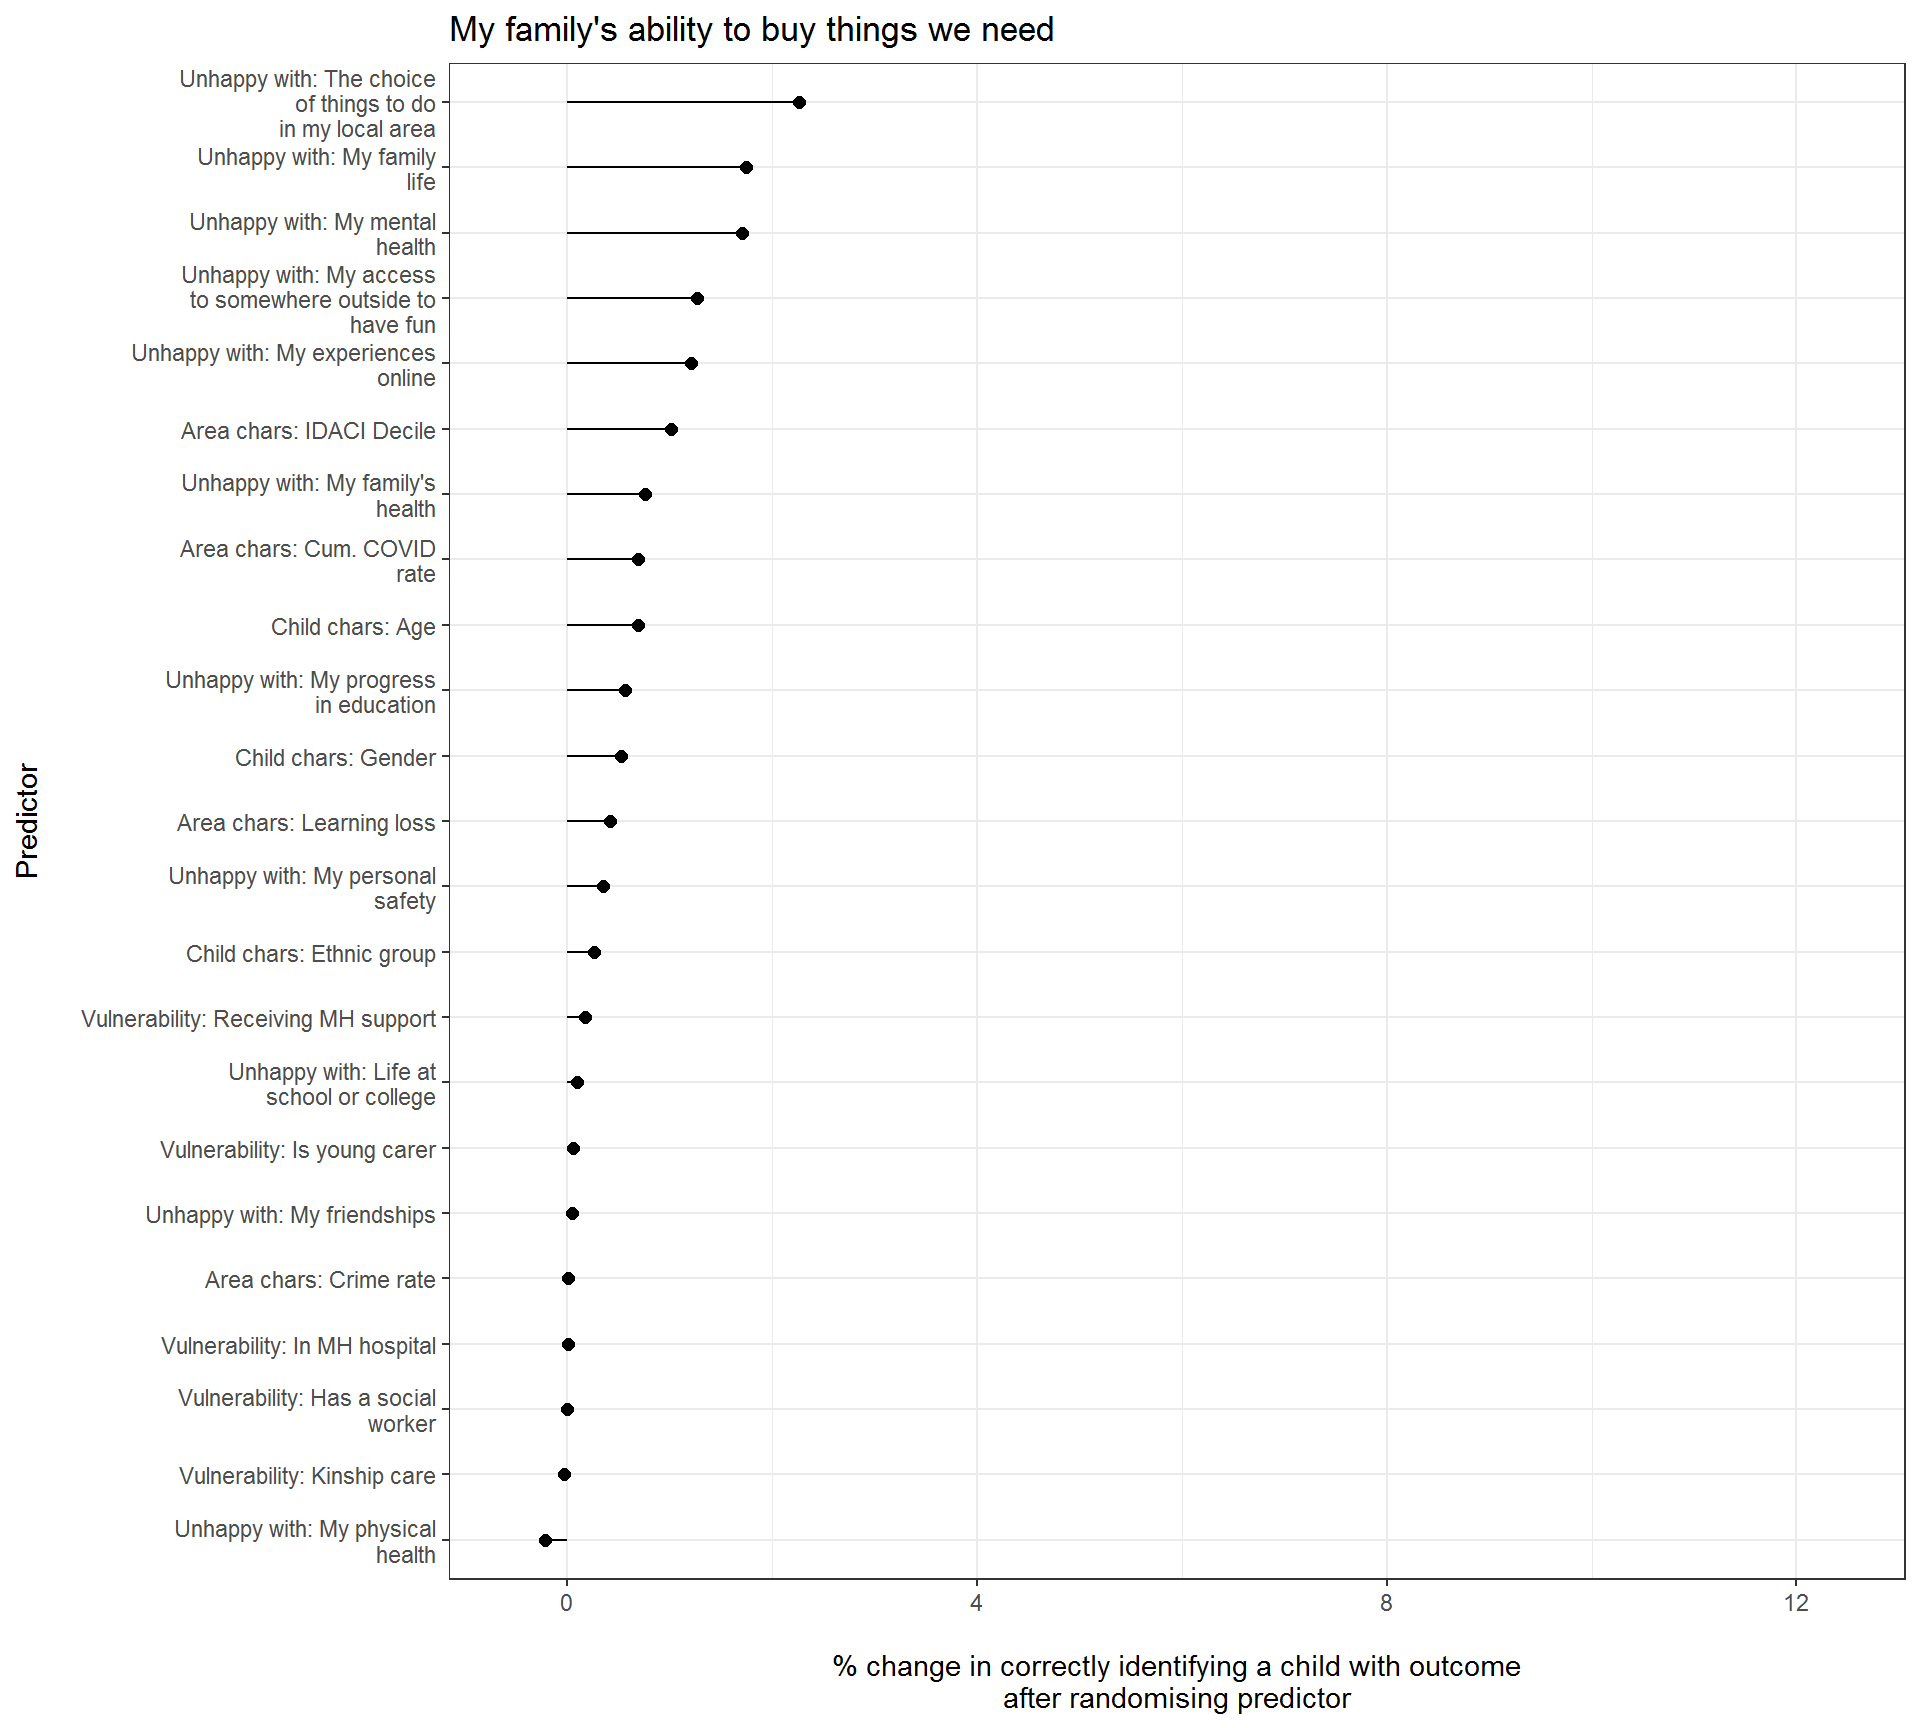 My family's ability to buy things we need
Unhappy with: The choice
of things to do
in my local area
Unhappy with: My family
life
Unhappy with: My mental
health
Unhappy with: My access
to somewhere outside to
have fun
Unhappy with: My experiences
online
Area chars: IDACI Decile
Unhappy with: My family's
health
Area chars: Cum. COVID
rate
Child chars: Age
Unhappy with: My progress
in education
Child chars: Gender
Area chars: Learning loss
Unhappy with: My personal
safety
Child chars: Ethnic group
Vulnerability: Receiving MH support
Unhappy with: Life at
school or college
Vulnerability: Is young carer
Unhappy with: My friendships
Area chars: Crime rate
Vulnerability: In MH hospital
Vulnerability: Has a social
worker
Vulnerability: Kinship care
Unhappy with: My physical
health
Predictor
0 4 8 12
% change in correctly identifying a child with outcome
after randomising predictor